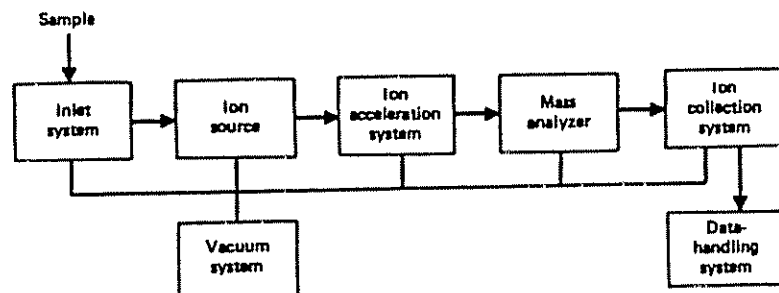 Sample
Inlet
system
Ion
source
Ion
acceleration
system
Mass
analyzer
Ion
collection
system
Vacuum
system
Data-
handling
system